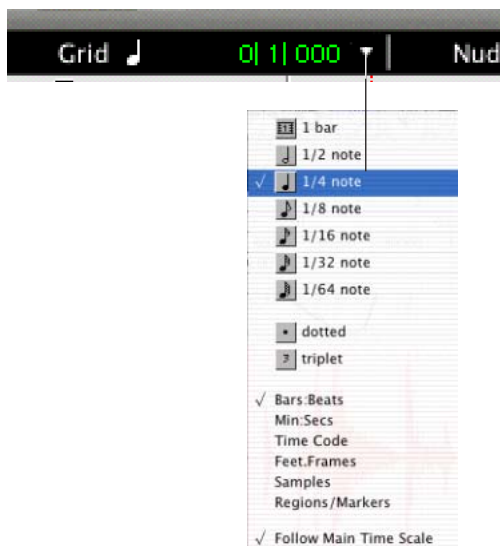 Grid 0| 1| 000 Nud
1 bar
1/2 note
√ 1/4 note
1/8 note
1/16 note
1/32 note
1/64 note
dotted
triplet
√ Bars:Beats
Min:Secs
Time Code
Feet.Frames
Samples
Regions/Markers
√ Follow Main Time Scale